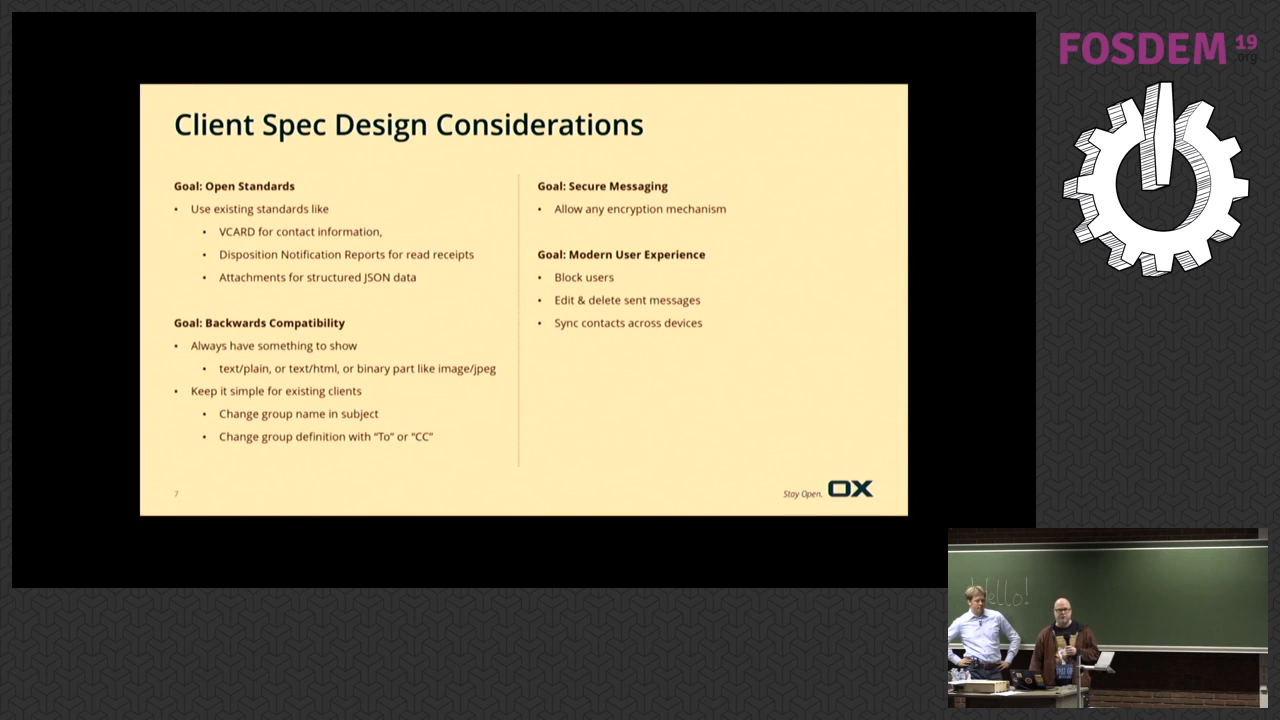 Client Spec Design Considerations
Goal: Open Standards
• Use existing standards like
• VCARD for contact information,
• Disposition Notification Reports for read receipts
• Attachments for structured JSON data
Goal: Backwards Compatibility
• Always have something to show
• text/plain, or text/html, or binary part like image/jpeg
• Keep it simple for existing clients
• Change group name in subject
• Change group definition with “To” or “CC”
Goal: Secure Messaging
• Allow any encryption mechanism
Goal: Modern User Experience
• Block users
• Edit & delete sent messages
• Sync contacts across devices
7
Stay Open. OX
FOSDEM 19
.org
Hello!